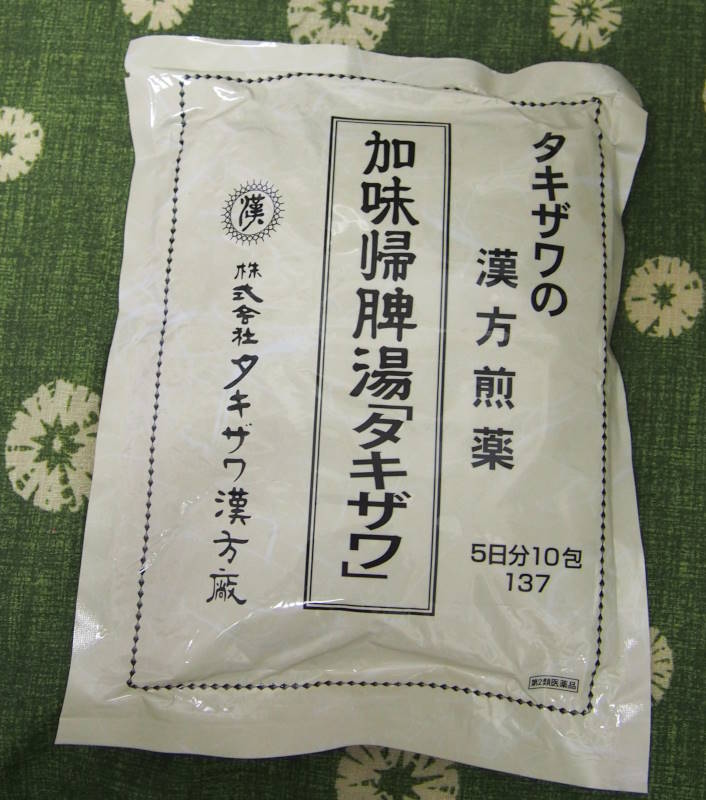 タキザワの
漢方煎薬
5日分10包
137
第2類医薬品
加味帰脾湯「タキザワ」
漢
株式会社タキザワ漢方廠